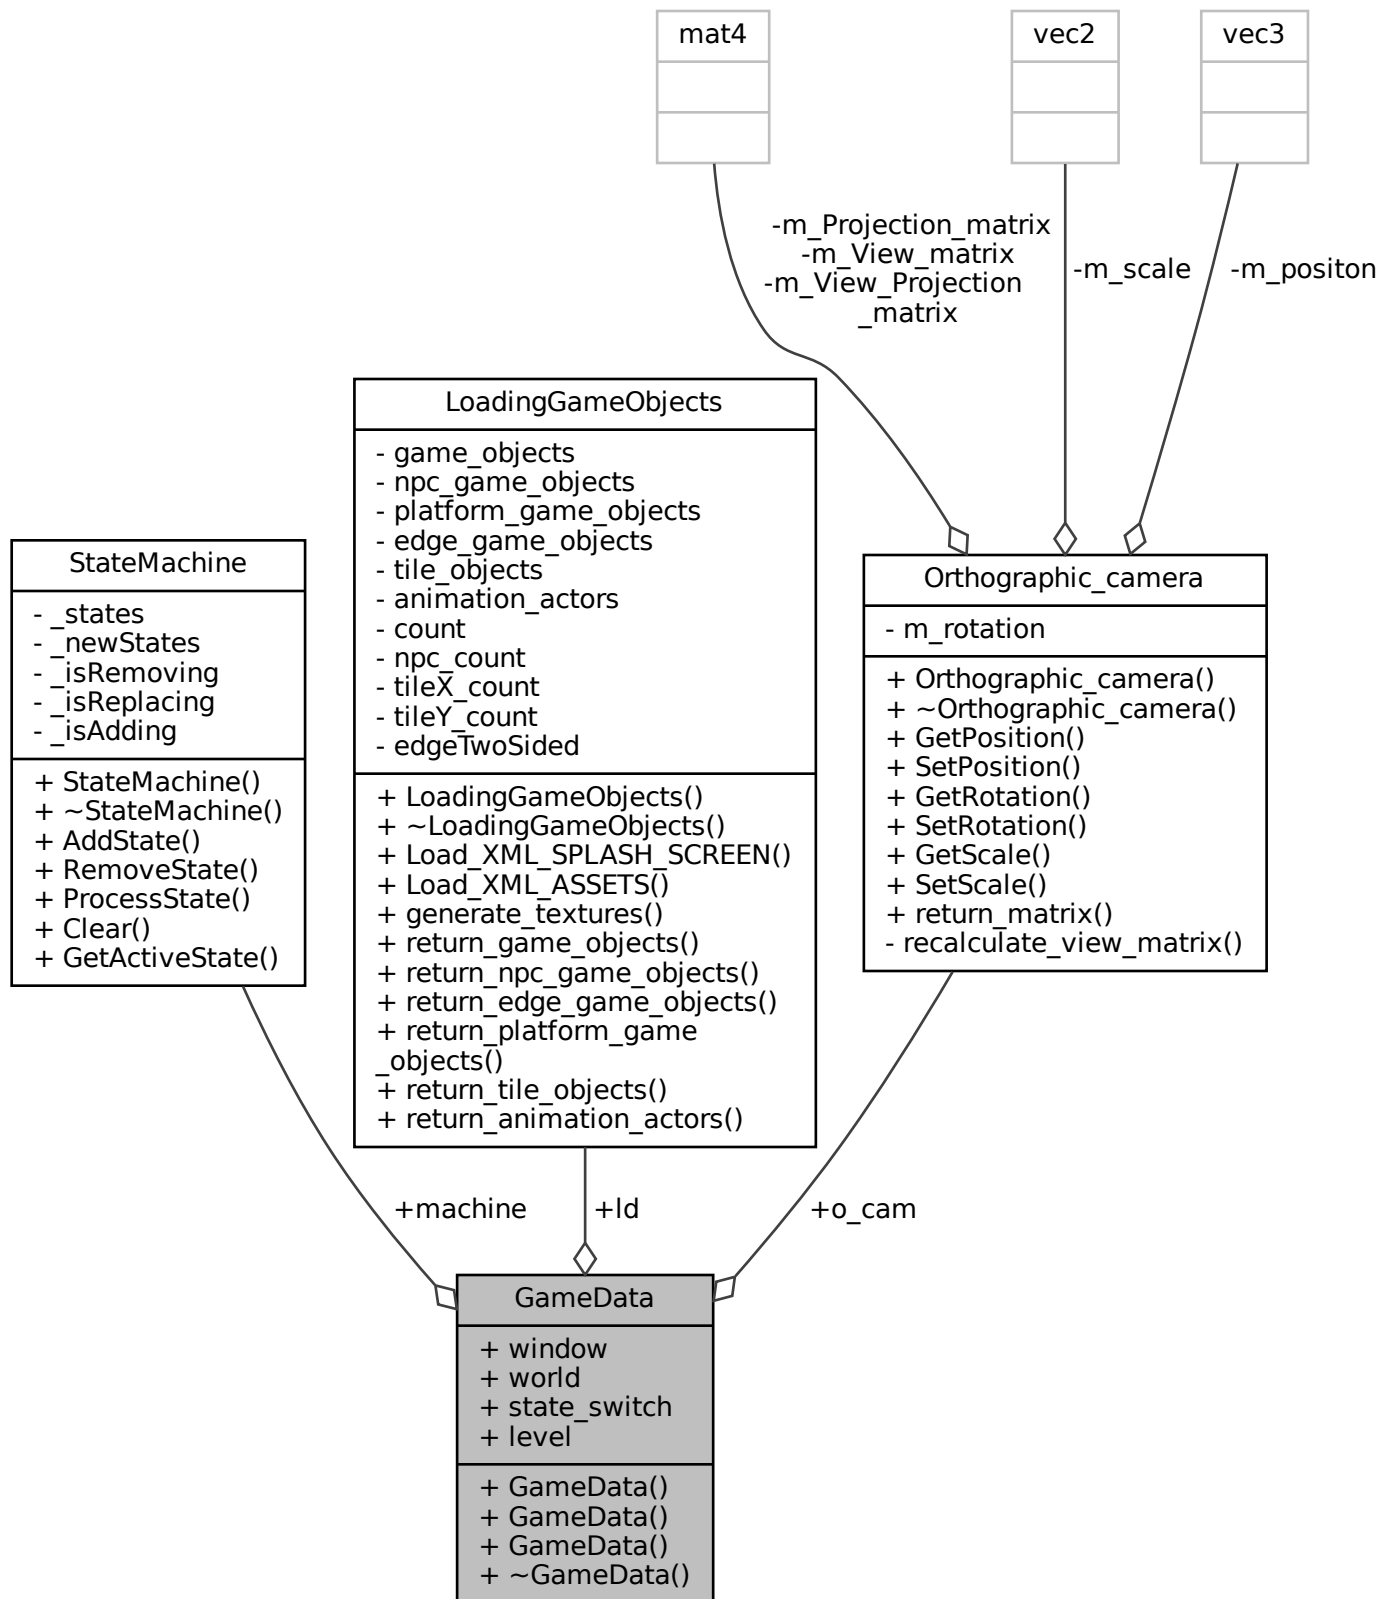 mat4
vec2
vec3
-m_Projection_matrix
-m_View_matrix
-m_View_Projection
_matrix
-m_scale
-m_positon
LoadingGameObjects
- game_objects
- npc_game_objects
- platform_game_objects
- edge_game_objects
- tile_objects
- animation_actors
- count
- npc_count
- tileX_count
- tileY_count
- edgeTwoSided
+ LoadingGameObjects()
+ ~LoadingGameObjects()
+ Load_XML_SPLASH_SCREEN()
+ Load_XML_ASSETS()
+ generate_textures()
+ return_game_objects()
+ return_npc_game_objects()
+ return_edge_game_objects()
+ return_platform_game
_objects()
+ return_tile_objects()
+ return_animation_actors()
StateMachine
- _states
- _newStates
- _isRemoving
- _isReplacing
- _isAdding
+ StateMachine()
+ ~StateMachine()
+ AddState()
+ RemoveState()
+ ProcessState()
+ Clear()
+ GetActiveState()
Orthographic_camera
- m_rotation
+ Orthographic_camera()
+ ~Orthographic_camera()
+ GetPosition()
+ SetPosition()
+ GetRotation()
+ SetRotation()
+ GetScale()
+ SetScale()
+ return_matrix()
- recalculate_view_matrix()
+machine
+ld
+o_cam
GameData
+ window
+ world
+ state_switch
+ level
+ GameData()
+ GameData()
+ GameData()
+ ~GameData()